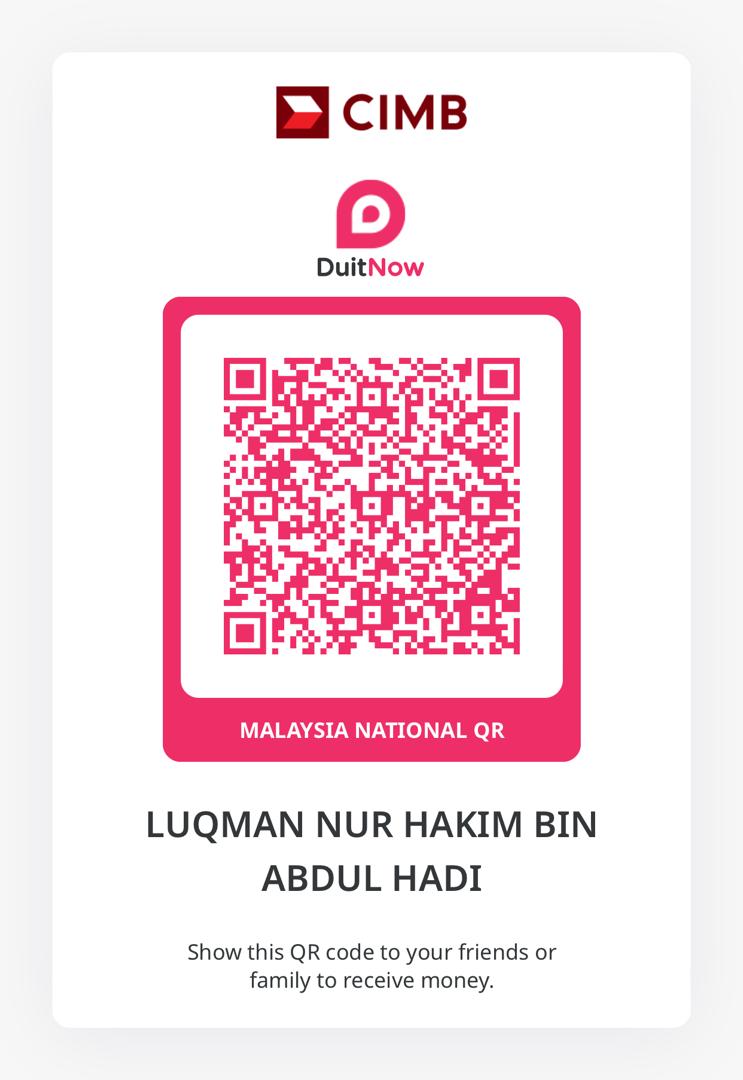 CIMB
DuitNow
MALAYSIA NATIONAL QR
LUQMAN NUR HAKIM BIN
ABDUL HADI
Show this QR code to your friends or
family to receive money.